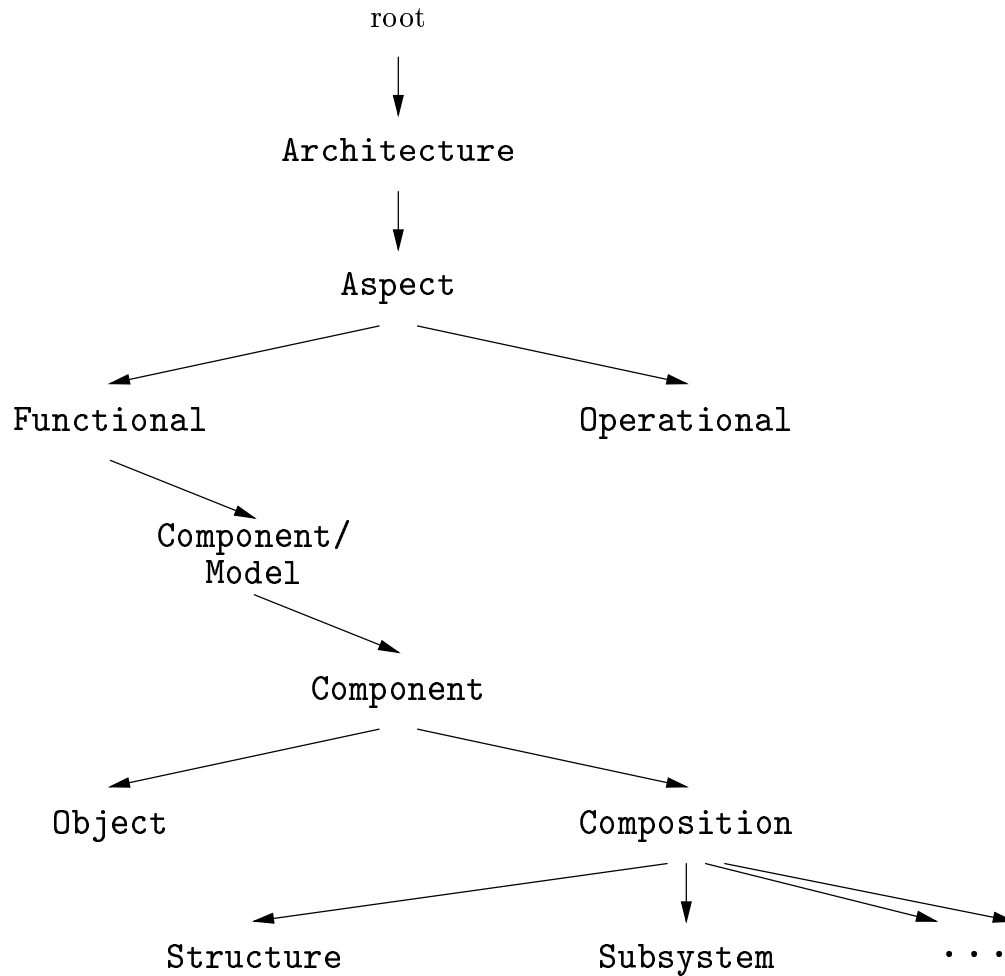 root
Architecture
Aspect
Functional
Operational
Component/
Model
Component
Object
Composition
Structure
Subsystem
...